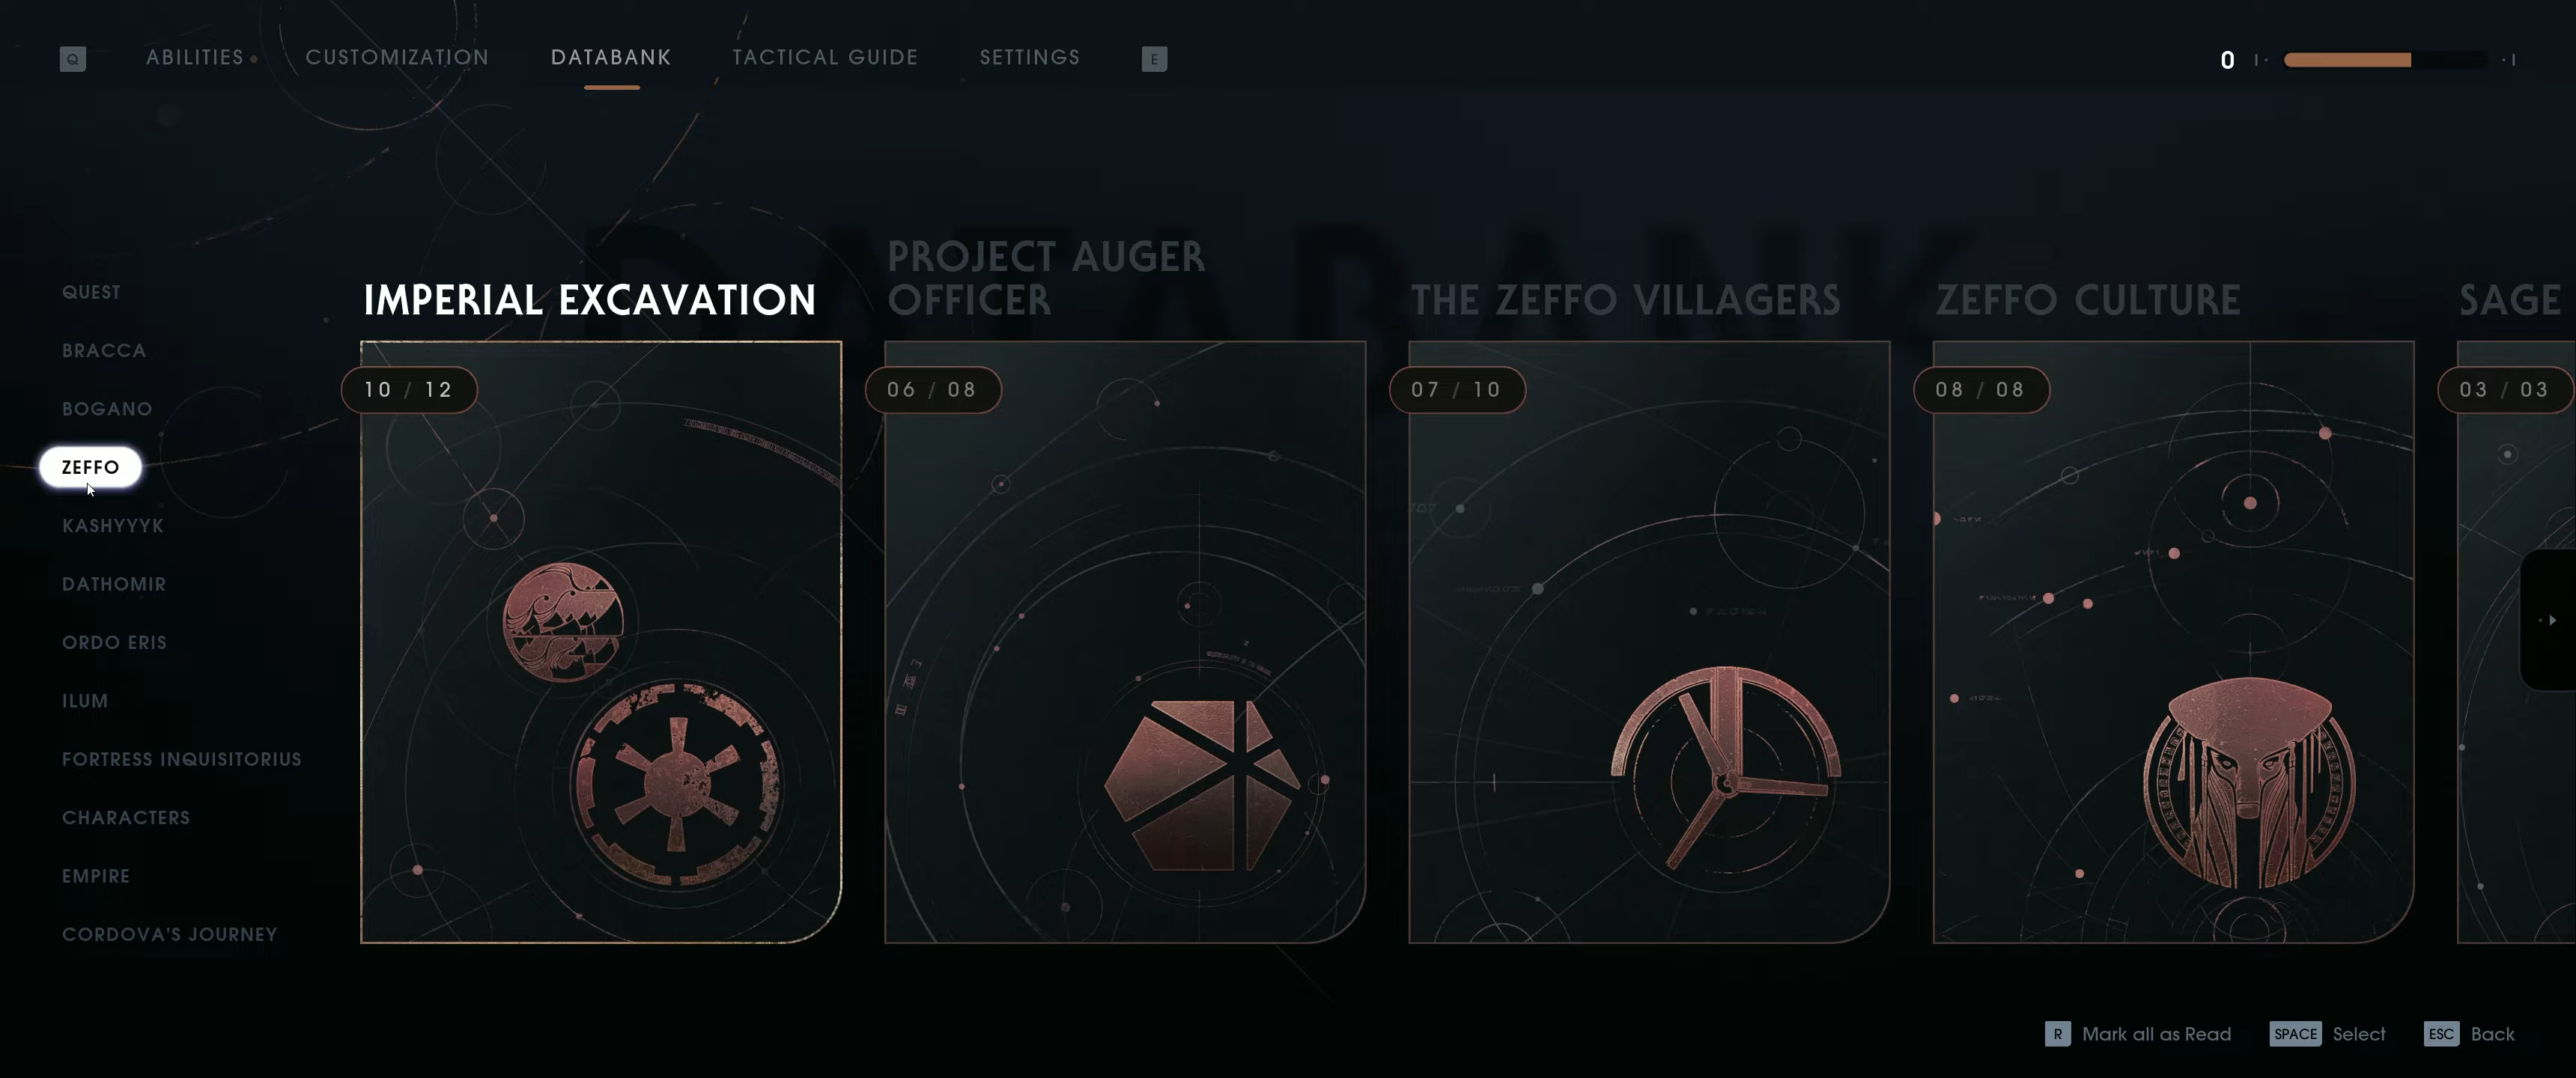 Q ABILITIES CUSTOMIZATION DATABANK TACTICAL GUIDE SETTINGS E 0
DATABANK
QUEST
BRACCA
BOGANO
ZEFFO
KASHYYYK
DATHOMIR
ORDO ERIS
ILUM
FORTRESS INQUISITORIUS
CHARACTERS
EMPIRE
CORDOVA'S JOURNEY
IMPERIAL EXCAVATION
10 / 12
PROJECT AUGER
OFFICER
06 / 08
THE ZEFFO VILLAGERS
07 / 10
ZEFFO CULTURE
08 / 08
SAGE
03 / 03
R Mark all as Read SPACE Select ESC Back